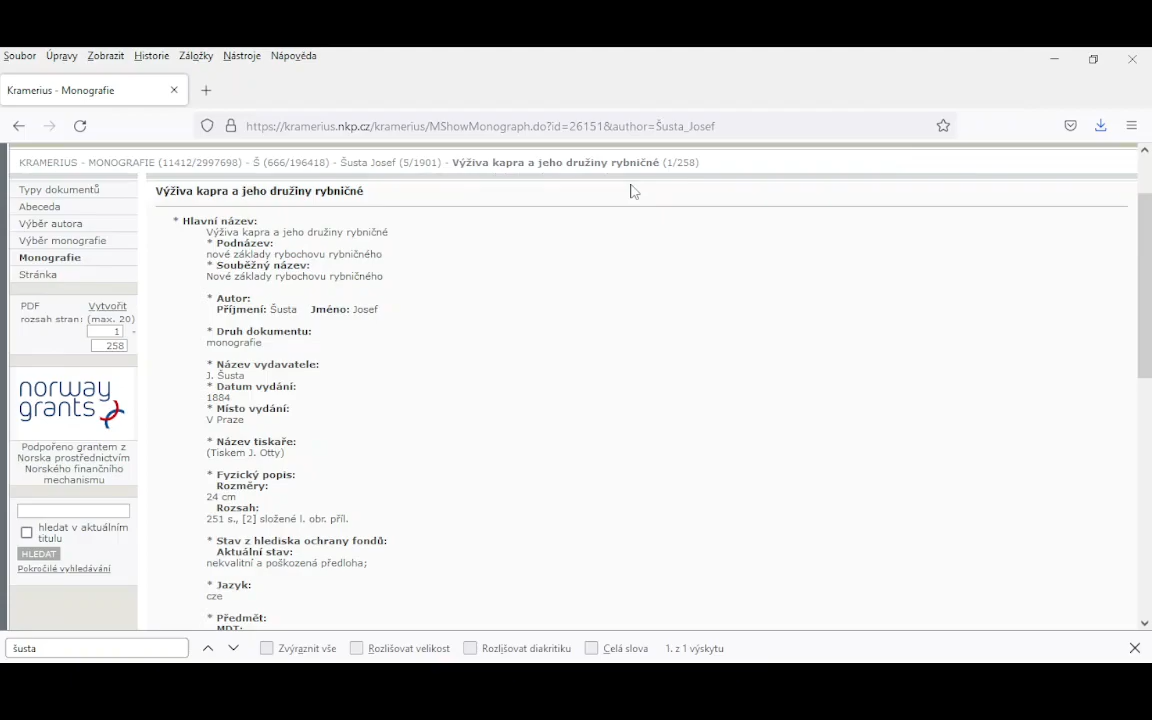 Soubor Úpravy Zobrazit Historie Záložky Nástroje Nápověda
Kramerius - Monografie
https://kramerius.nkp.cz/kramerius/MShowMonograph.do?id=26151&author=Šusta_Josef
KRAMERIUS - MONOGRAFIE (11412/2997698) - Š (666/196418) - Šusta Josef (5/1901) - Výživa kapra a jeho družiny rybničné (1/258)
Typy dokumentů
Abeceda
Výběr autora
Výběr monografie
Monografie
Stránka
PDF Vytvořit
rozsah stran: (max. 20)
1 -
258
norway
grants
Podpořeno grantem z
Norska prostřednictvím
Norského finančního
mechanismu
hledat v aktuálním
titulu
HLEDAT
Pokročilé vyhledávání
Výživa kapra a jeho družiny rybničné
* Hlavní název:
Výživa kapra a jeho družiny rybničné
* Podnázev:
nové základy rybochovu rybničného
* Souběžný název:
Nové základy rybochovu rybničného
* Autor:
Příjmení: Šusta Jméno: Josef
* Druh dokumentu:
monografie
* Název vydavatele:
J. Šusta
* Datum vydání:
1884
* Místo vydání:
V Praze
* Název tiskaře:
(Tiskem J. Otty)
* Fyzický popis:
Rozměry:
24 cm
Rozsah:
251 s., [2] složené l. obr. příl.
* Stav z hlediska ochrany fondů:
Aktuální stav:
nekvalitní a poškozená předloha;
* Jazyk:
cze
* Předmět:
MDT:
šusta Zvýraznit vše Rozlišovat velikost Rozlišovat diakritiku Celá slova 1. z 1 výskytu